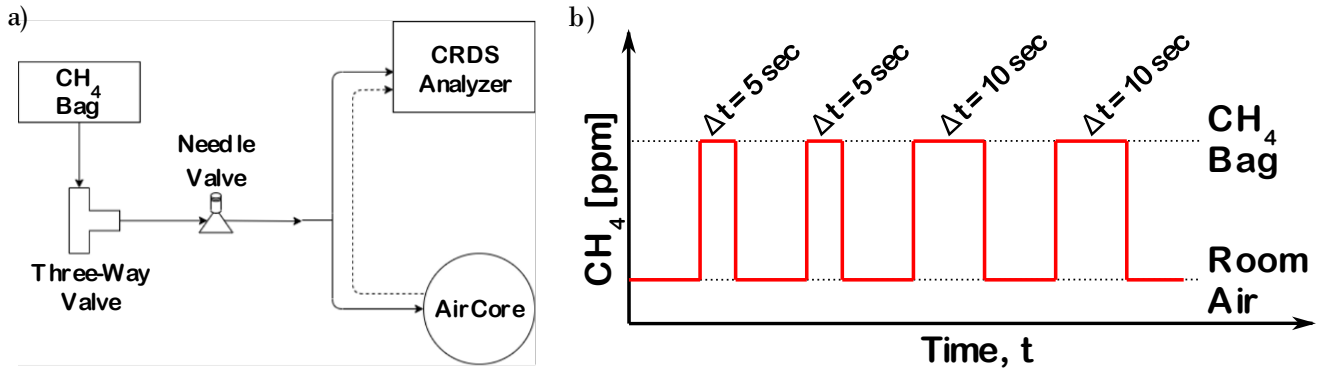 a)
CH4
Bag
Three-Way
Valve
Needle
Valve
CRDS
Analyzer
AirCore
b)
CH4 [ppm]
Δt = 5 sec
Δt = 5 sec
Δt = 10 sec
Δt = 10 sec
CH4
Bag
Room
Air
Time, t